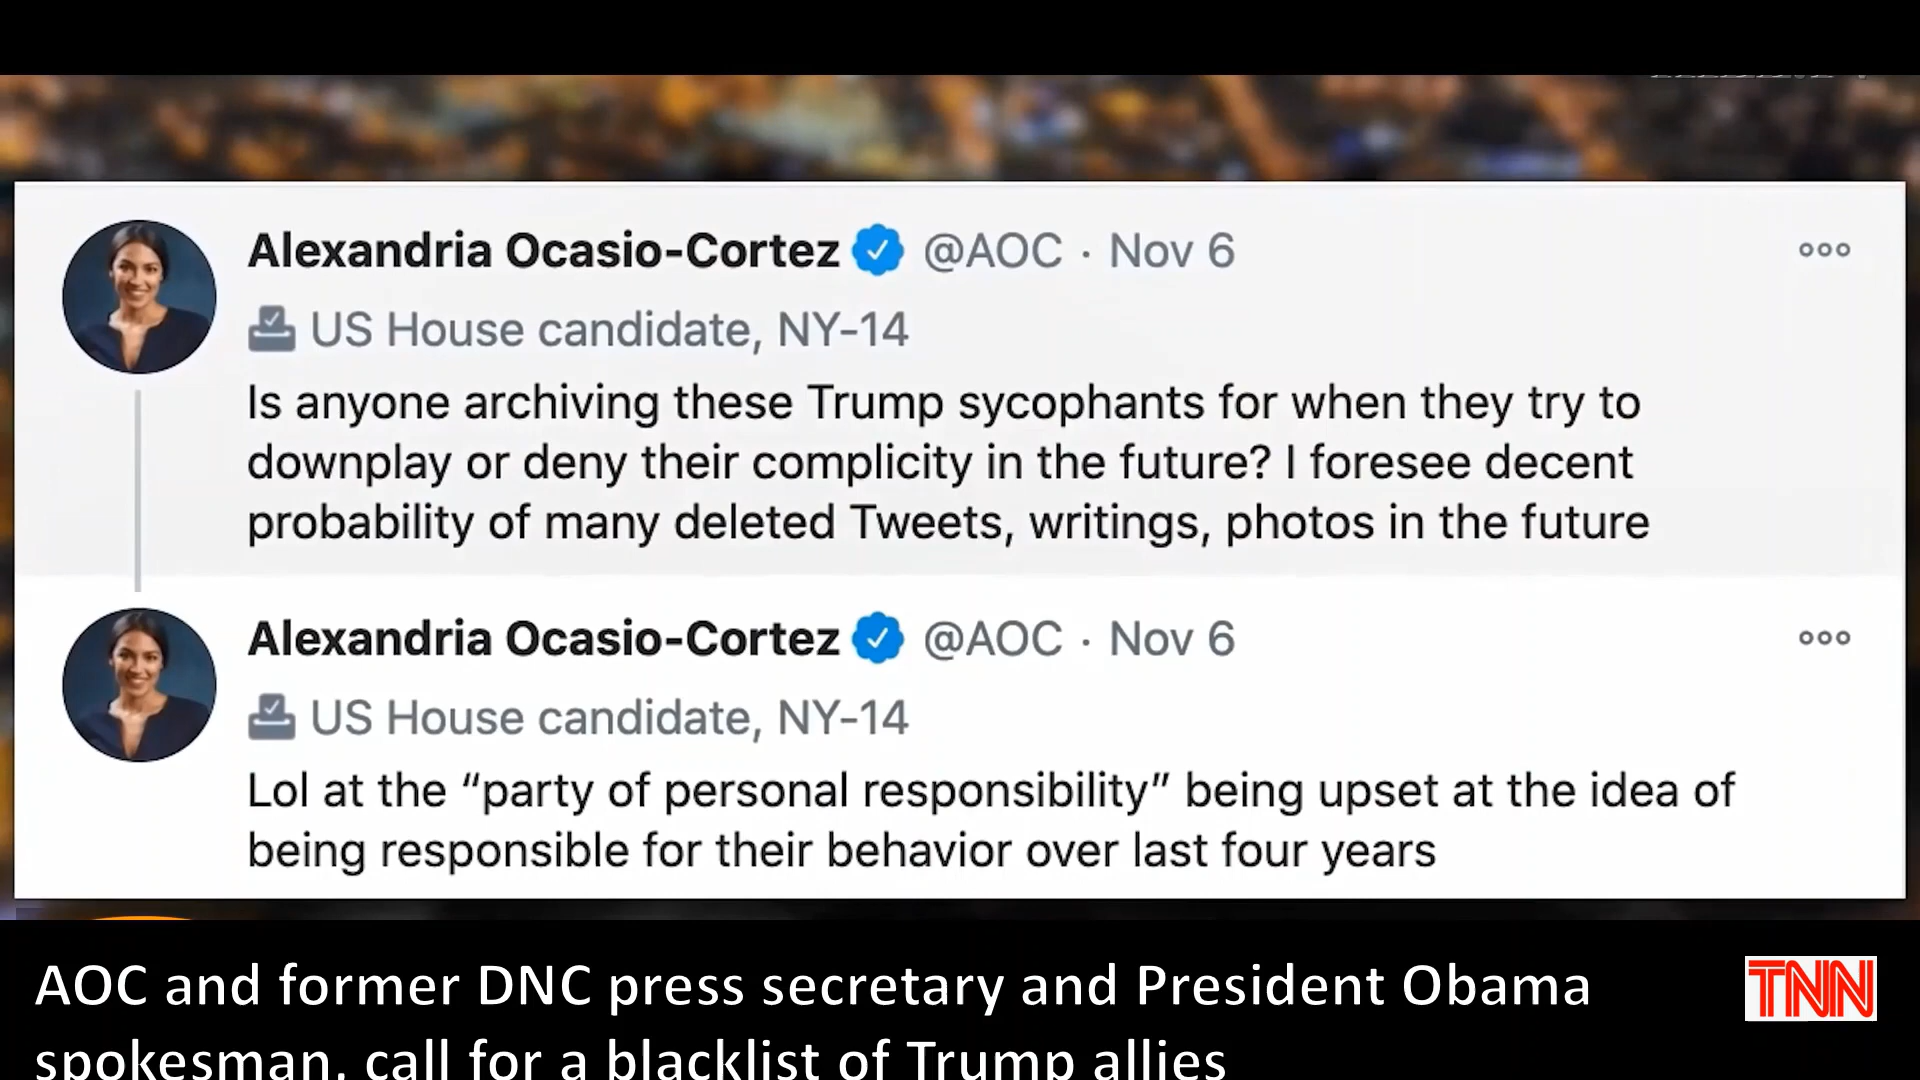 Alexandria Ocasio-Cortez @AOC · Nov 6
US House candidate, NY-14
Is anyone archiving these Trump sycophants for when they try to
downplay or deny their complicity in the future? I foresee decent
probability of many deleted Tweets, writings, photos in the future
Alexandria Ocasio-Cortez @AOC · Nov 6
US House candidate, NY-14
Lol at the “party of personal responsibility” being upset at the idea of
being responsible for their behavior over last four years
AOC and former DNC press secretary and President Obama
spokesman, call for a blacklist of Trump allies
TNN